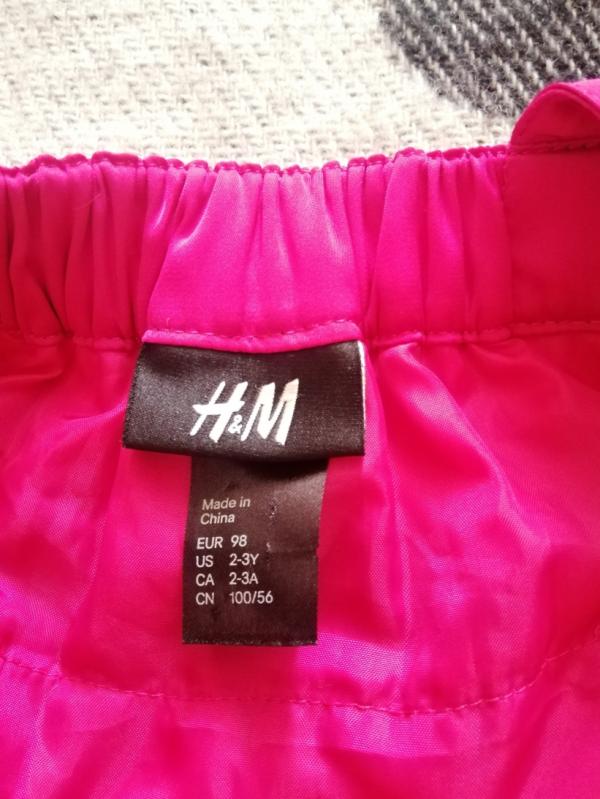 H&M
Made in
China
EUR 98
US 2-3Y
CA 2-3A
CN 100/56